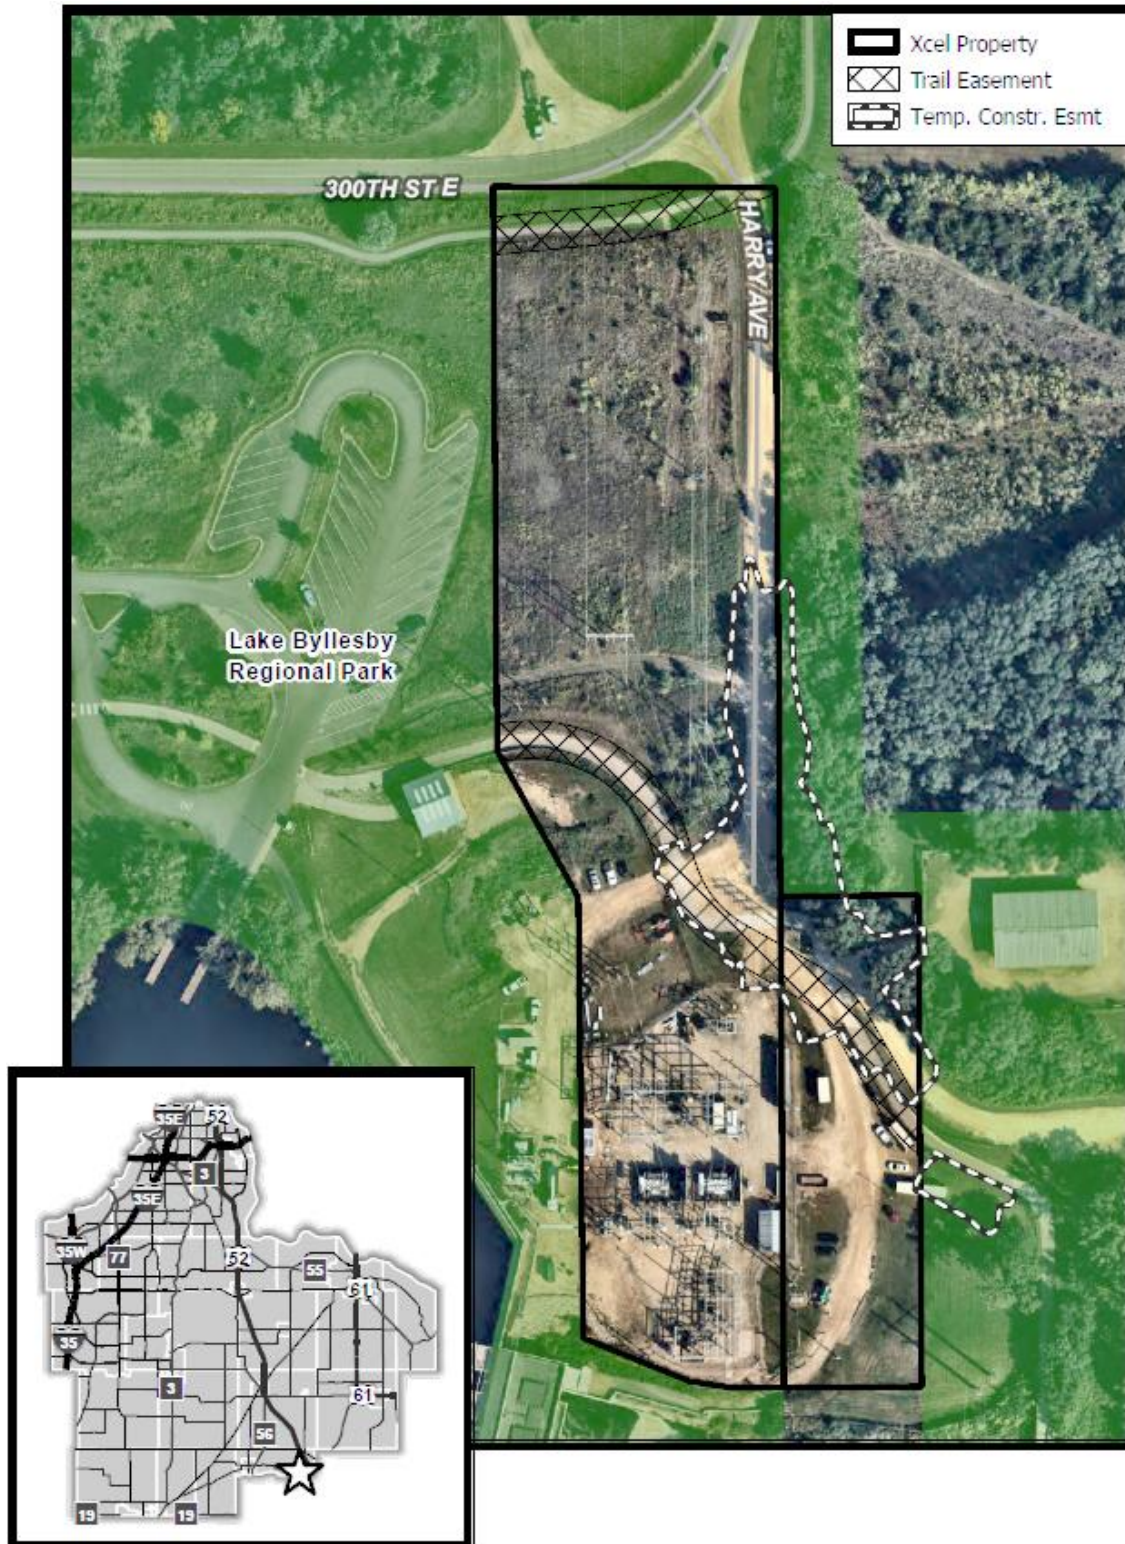 Xcel Property
Trail Easement
Temp. Constr. Esmt
300TH ST E
HARRY AVE
Lake Byllesby
Regional Park
35E
52
3
35E
35W
77
52
55
61
35
3
61
56
19
19